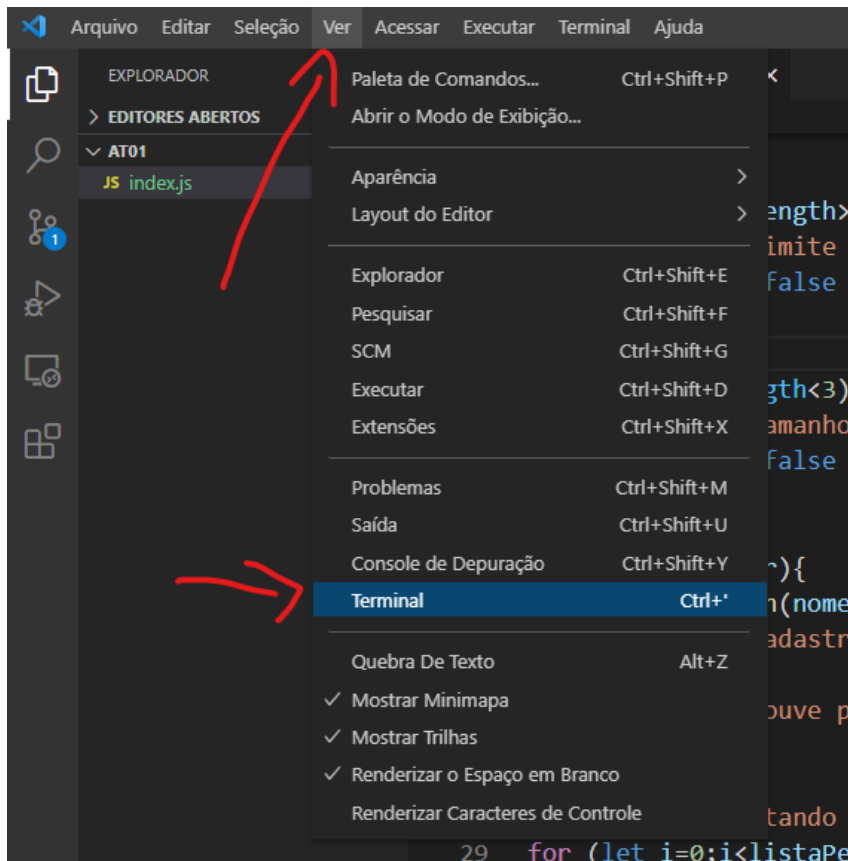 Arquivo Editar Seleção Ver Acessar Executar Terminal Ajuda
EXPLORADOR
EDITORES ABERTOS
AT01
JS index.js
1
Paleta de Comandos... Ctrl+Shift+P
Abrir o Modo de Exibição...
Aparência
Layout do Editor
Explorador Ctrl+Shift+E
Pesquisar Ctrl+Shift+F
SCM Ctrl+Shift+G
Executar Ctrl+Shift+D
Extensões Ctrl+Shift+X
Problemas Ctrl+Shift+M
Saída Ctrl+Shift+U
Console de Depuração Ctrl+Shift+Y
Terminal Ctrl+'
Quebra De Texto Alt+Z
Mostrar Minimapa
Mostrar Trilhas
Renderizar o Espaço em Branco
Renderizar Caracteres de Controle
ength>
imite
false
gth<3)
amanho
false
){
(nome
adastr
ouve p
tando
29 for (let i=0;i<listaPe